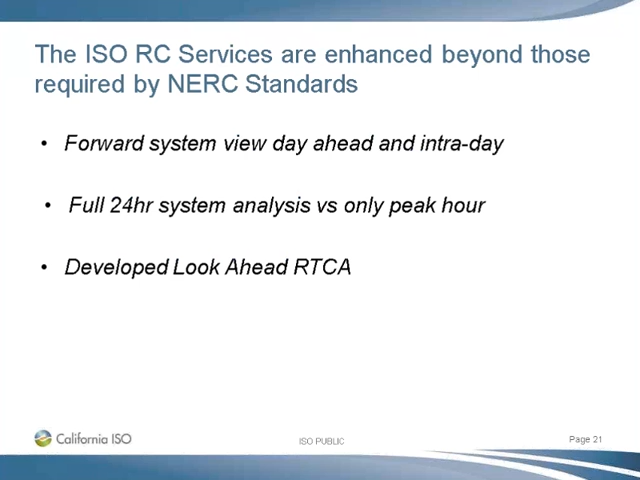 The ISO RC Services are enhanced beyond those
required by NERC Standards
• Forward system view day ahead and intra-day
• Full 24hr system analysis vs only peak hour
• Developed Look Ahead RTCA
California ISO
ISO PUBLIC
Page 21